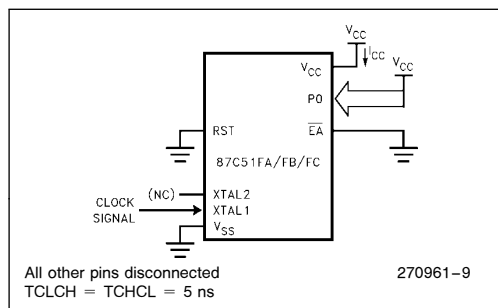 VCC
ICC
VCC
VCC
P0
RST
EA
87C51FA/FB/FC
(NC)
XTAL2
CLOCK
SIGNAL
XTAL1
VSS
All other pins disconnected
270961–9
TCLCH = TCHCL = 5 ns